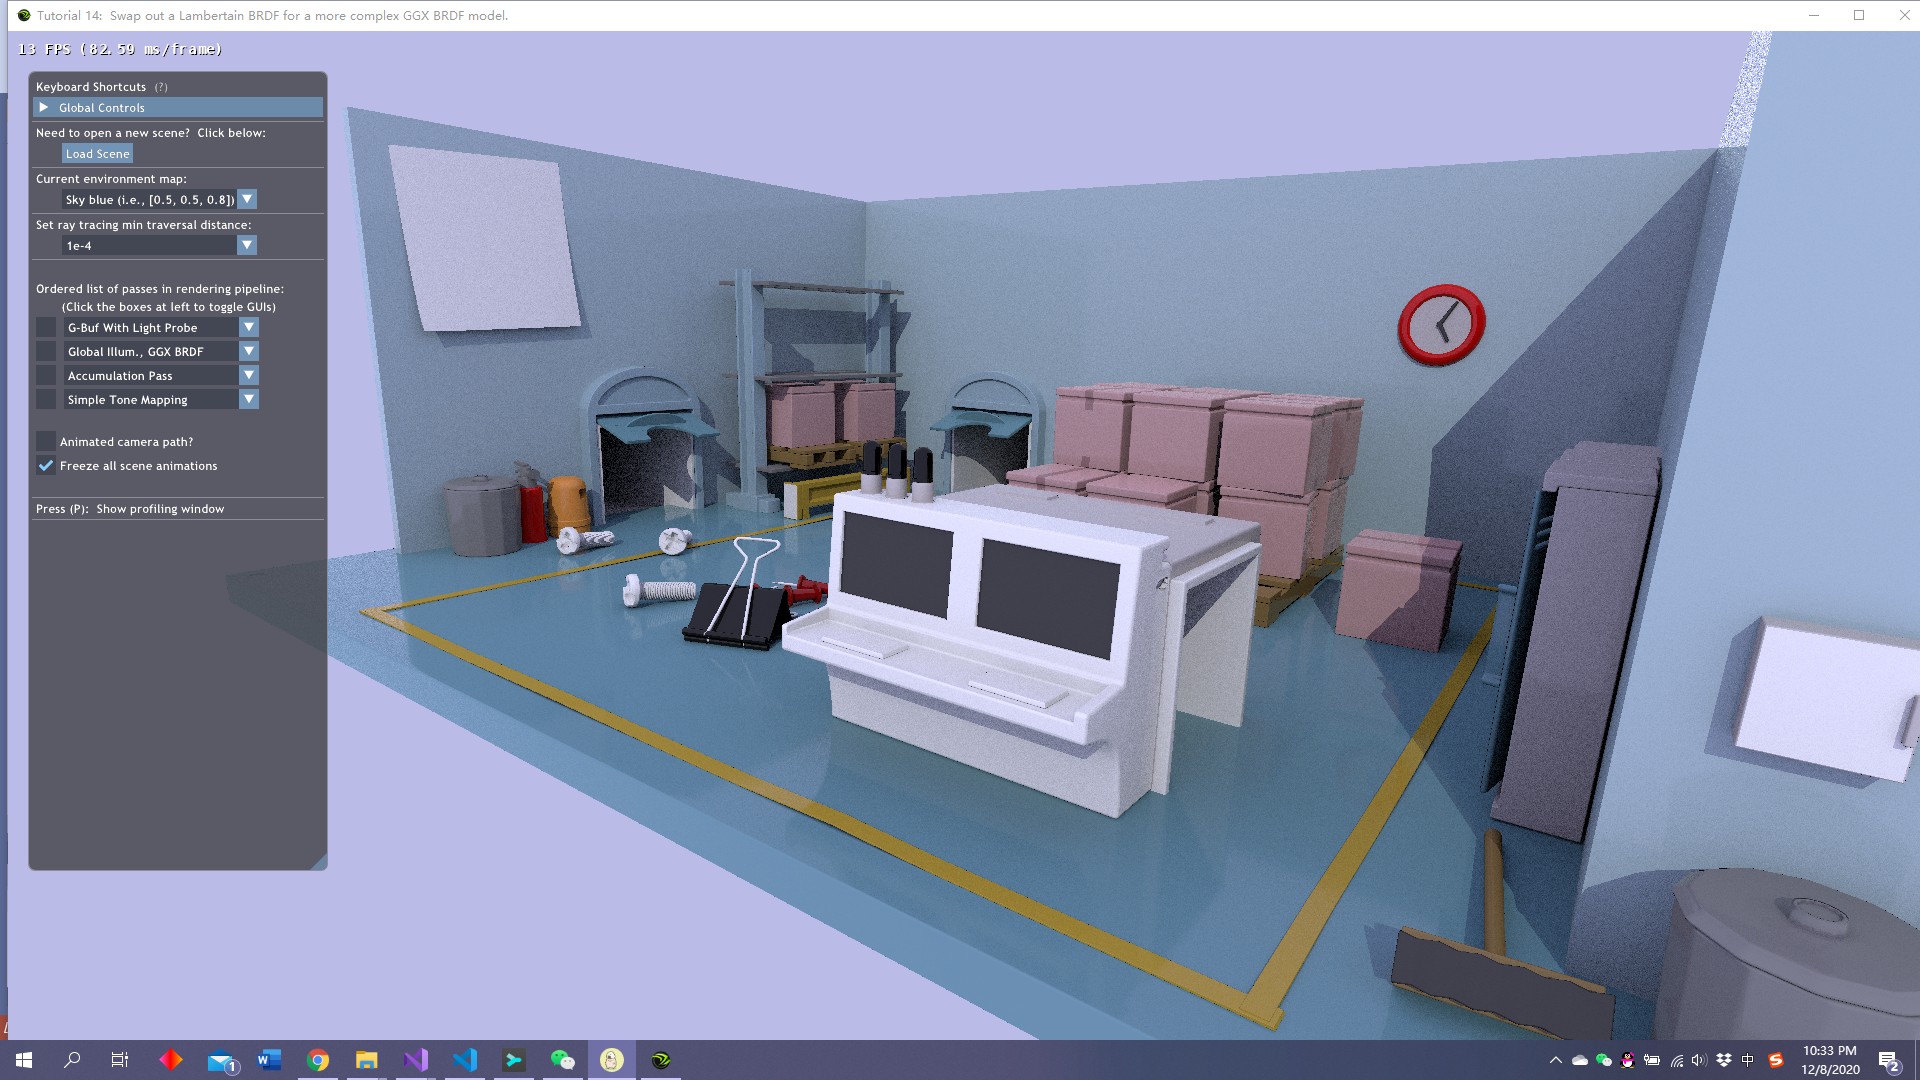 Tutorial 14:  Swap out a Lambertain BRDF for a more complex GGX BRDF model.
13 FPS (82.59 ms/frame)
Keyboard Shortcuts (?)
Global Controls
Need to open a new scene?  Click below:
Load Scene
Current environment map:
Sky blue (i.e., [0.5, 0.5, 0.8])
Set ray tracing min traversal distance:
1e-4
Ordered list of passes in rendering pipeline:
(Click the boxes at left to toggle GUIs)
G-Buf With Light Probe
Global Illum., GGX BRDF
Accumulation Pass
Simple Tone Mapping
Animated camera path?
Freeze all scene animations
Press (P):  Show profiling window
1
中
10:33 PM
12/8/2020
2